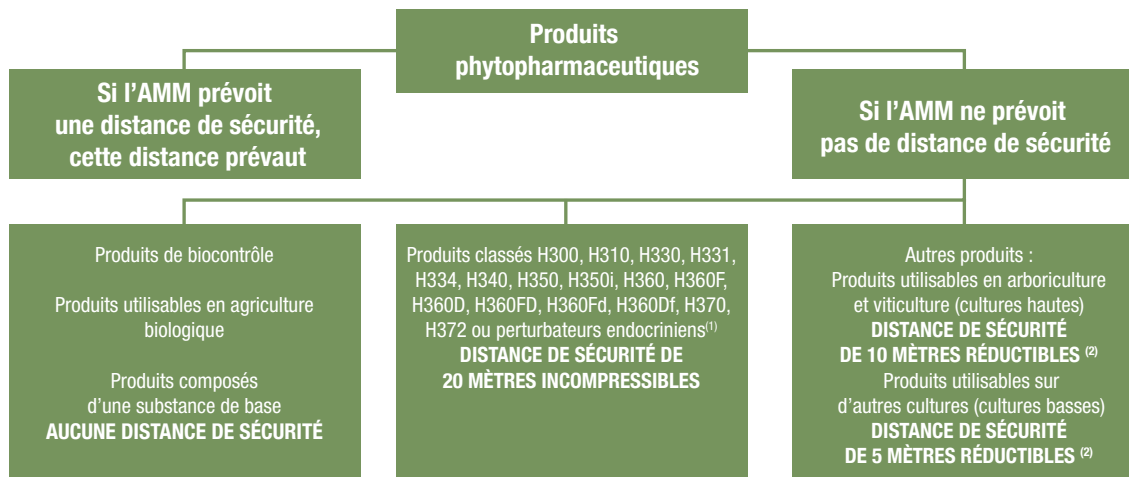 Produits
phytopharmaceutiques
Si l'AMM prévoit
une distance de sécurité,
cette distance prévaut
Si l'AMM ne prévoit
pas de distance de sécurité
Produits de biocontrôle
Produits utilisables en agriculture
biologique
Produits composés
d'une substance de base
AUCUNE DISTANCE DE SÉCURITÉ
Produits classés H300, H310, H330, H331,
H334, H340, H350, H350i, H360, H360F,
H360D, H360FD, H360Fd, H360Df, H370,
H372 ou perturbateurs endocriniens(1)
DISTANCE DE SÉCURITÉ DE
20 MÈTRES INCOMPRESSIBLES
Autres produits :
Produits utilisables en arboriculture
et viticulture (cultures hautes)
DISTANCE DE SÉCURITÉ
DE 10 MÈTRES RÉDUCTIBLES (2)
Produits utilisables sur
d'autres cultures (cultures basses)
DISTANCE DE SÉCURITÉ
DE 5 MÈTRES RÉDUCTIBLES (2)